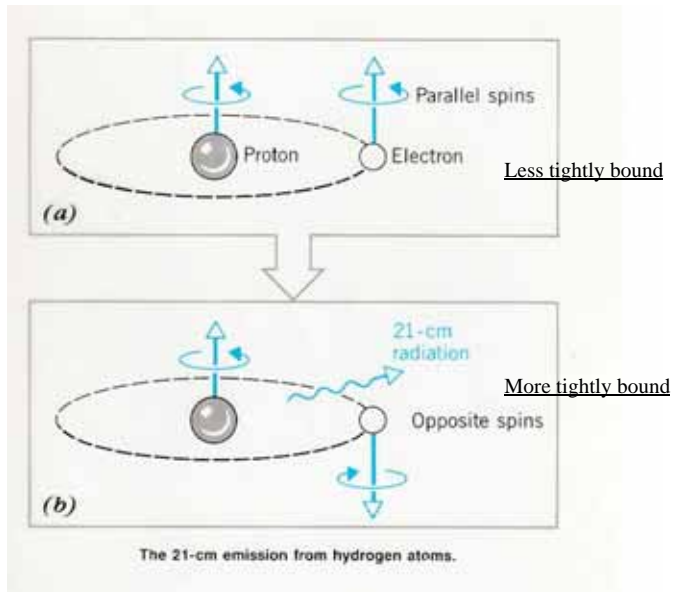 Parallel spins
Proton
Electron
Less tightly bound
(a)
21-cm
radiation
More tightly bound
Opposite spins
(b)
The 21-cm emission from hydrogen atoms.